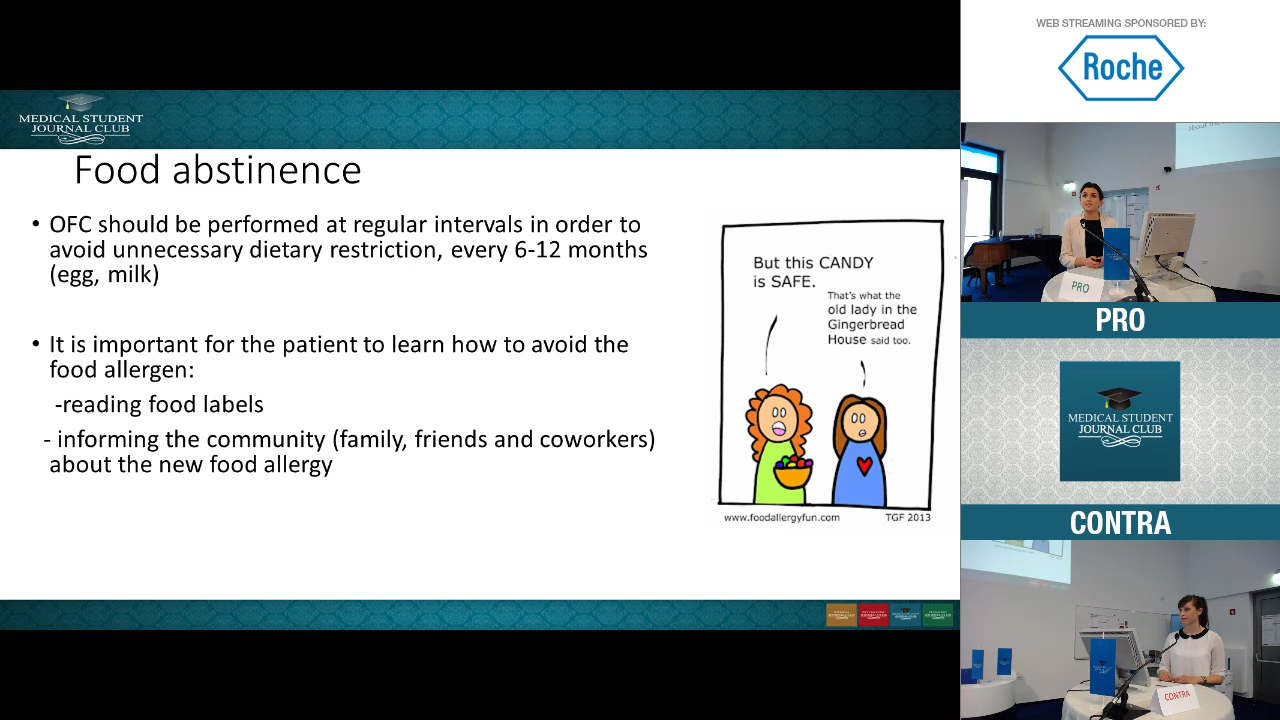 MEDICAL STUDENT
JOURNAL CLUB
Food abstinence
• OFC should be performed at regular intervals in order to
avoid unnecessary dietary restriction, every 6-12 months
(egg, milk)
• It is important for the patient to learn how to avoid the
food allergen:
-reading food labels
- informing the community (family, friends and coworkers)
about the new food allergy
But this CANDY
is SAFE.
That's what the
old lady in the
Gingerbread
House said too.
www.foodallergyfun.com
TGF 2013
WEB STREAMING SPONSORED BY:
Roche
PRO
PRO
MEDICAL STUDENT
JOURNAL CLUB
CONTRA
CONTRA